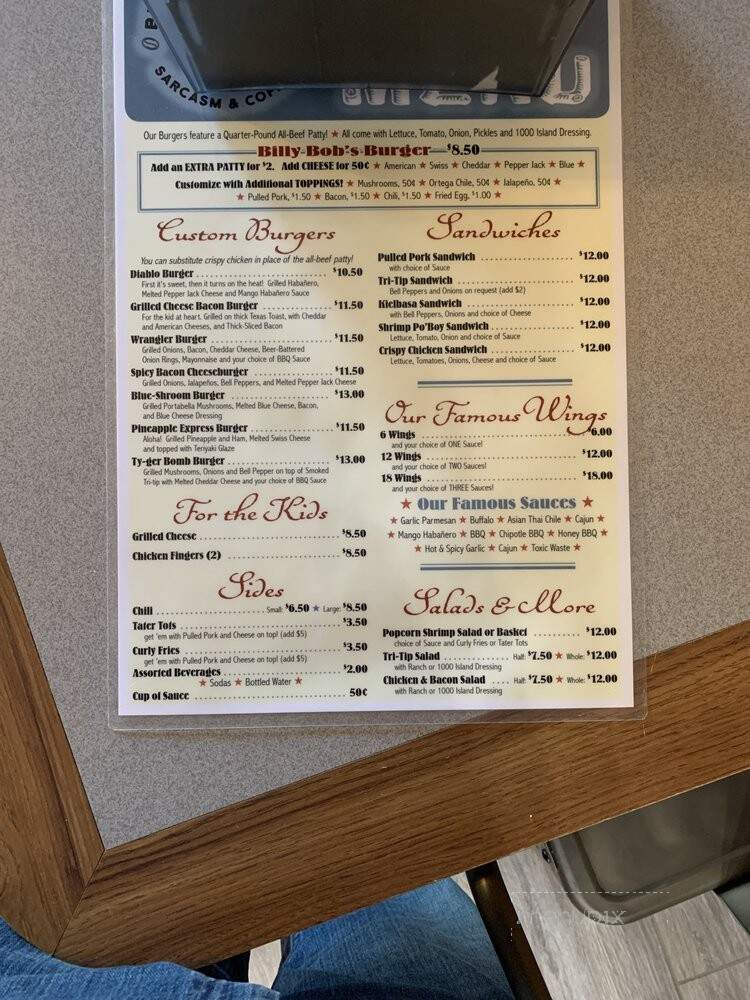 SARCASM &
MENU
Our Burgers feature a Quarter-Pound All-Beef Patty! ★ All come with Lettuce, Tomato, Onion, Pickles and 1000 Island Dressing.
Billy-Bob's Burger $8.50
Add an EXTRA PATTY for $2. Add CHEESE for 50¢ ★ American ★ Swiss ★ Cheddar ★ Pepper Jack ★ Blue ★
Customize with Additional TOPPINGS! ★ Mushrooms, 50¢ ★ Ortega Chile, 50¢ ★ Jalapeño, 50¢ ★
★ Pulled Pork, $1.50 ★ Bacon, $1.50 ★ Chili, $1.50 ★ Fried Egg, $1.00 ★
Custom Burgers
You can substitute crispy chicken in place of the all-beef patty!
Diablo Burger $10.50
First it's sweet, then it turns on the heat! Grilled Habañero,
Melted Pepper Jack Cheese and Mango Habañero Sauce
Grilled Cheese Bacon Burger $11.50
For the kid at heart. Grilled on thick Texas Toast, with Cheddar
and American Cheeses, and Thick-Sliced Bacon
Wrangler Burger $11.50
Grilled Onions, Bacon, Cheddar Cheese, Beer-Battered
Onion Rings, Mayonnaise and your choice of BBQ Sauce
Spicy Bacon Cheeseburger $11.50
Grilled Onions, Jalapeños, Bell Peppers, and Melted Pepper Jack Cheese
Blue-Shroom Burger $13.00
Grilled Portabella Mushrooms, Melted Blue Cheese, Bacon,
and Blue Cheese Dressing
Pineapple Express Burger $11.50
Aloha! Grilled Pineapple and Ham, Melted Swiss Cheese
and topped with Teriyaki Glaze
Ty-ger Bomb Burger $13.00
Grilled Mushrooms, Onions and Bell Pepper on top of Smoked
Tri-tip with Melted Cheddar Cheese and your choice of BBQ Sauce
For the Kids
Grilled Cheese $8.50
Chicken Fingers (2) $8.50
Sides
Chili Small: $6.50 ★ Large: $8.50
Tater Tots $3.50
get 'em with Pulled Pork and Cheese on top! (add $5)
Curly Fries $3.50
get 'em with Pulled Pork and Cheese on top! (add $5)
Assorted Beverages $2.00
★ Sodas ★ Bottled Water ★
Cup of Sauce 50¢
Sandwiches
Pulled Pork Sandwich $12.00
with choice of Sauce
Tri-Tip Sandwich $12.00
Bell Peppers and Onions on request (add $2)
Kielbasa Sandwich $12.00
with Bell Peppers, Onions and choice of Cheese
Shrimp Po'Boy Sandwich $12.00
Lettuce, Tomato, Onion and choice of Sauce
Crispy Chicken Sandwich $12.00
Lettuce, Tomatoes, Onions, Cheese and choice of Sauce
Our Famous Wings
6 Wings $6.00
and your choice of ONE Sauce!
12 Wings $12.00
and your choice of TWO Sauces!
18 Wings $18.00
and your choice of THREE Sauces!
★ Our Famous Sauces ★
★ Garlic Parmesan ★ Buffalo ★ Asian Thai Chile ★ Cajun ★
★ Mango Habañero ★ BBQ ★ Chipotle BBQ ★ Honey BBQ ★
★ Hot & Spicy Garlic ★ Cajun ★ Toxic Waste ★
Salads & More
Popcorn Shrimp Salad or Basket $12.00
choice of Sauce and Curly Fries or Tater Tots
Tri-Tip Salad Half: $7.50 ★ Whole: $12.00
with Ranch or 1000 Island Dressing
Chicken & Bacon Salad Half: $7.50 ★ Whole: $12.00
with Ranch or 1000 Island Dressing